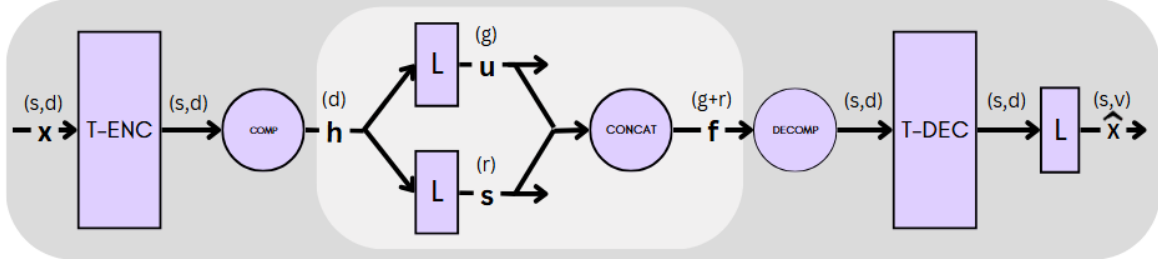 (s,d)
x
T-ENC
(s,d)
COMP
(d)
h
L
(g)
u
L
(r)
s
CONCAT
(g+r)
f
DECOMP
(s,d)
T-DEC
(s,d)
L
(s,v)
x̂